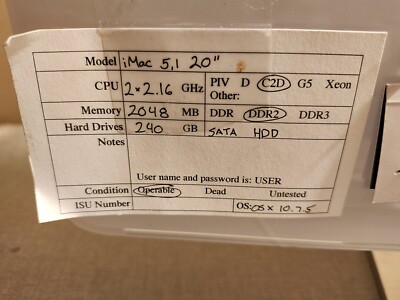 Model iMac 5,1 20"
CPU 2×2.16 GHz PIV D C2D G5 Xeon
Other:
Memory 2048 MB DDR DDR2 DDR3
Hard Drives 240 GB SATA HDD
Notes
User name and password is: USER
Condition Operable Dead Untested
ISU Number OS: OS X 10.7.5